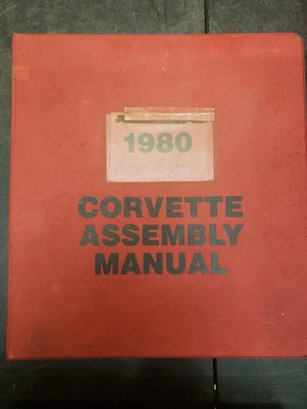 1980
CORVETTE
ASSEMBLY
MANUAL